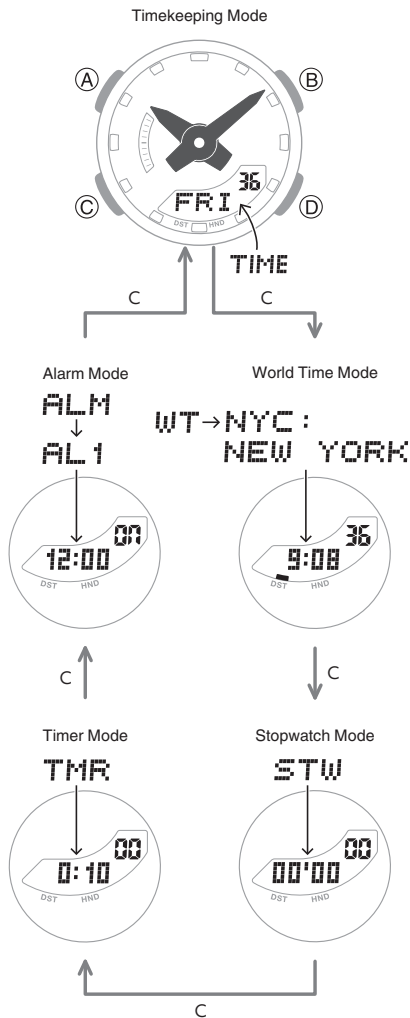 Timekeeping Mode
A
B
C
D
36
FRI
DST HND
TIME
C
C
Alarm Mode
World Time Mode
ALM
AL1
WT→NYC:
NEW YORK
ON
12:00
DST HND
36
9:08
DST HND
C
C
Timer Mode
Stopwatch Mode
TMR
STW
00
0:10
DST HND
00
00'00
DST HND
C